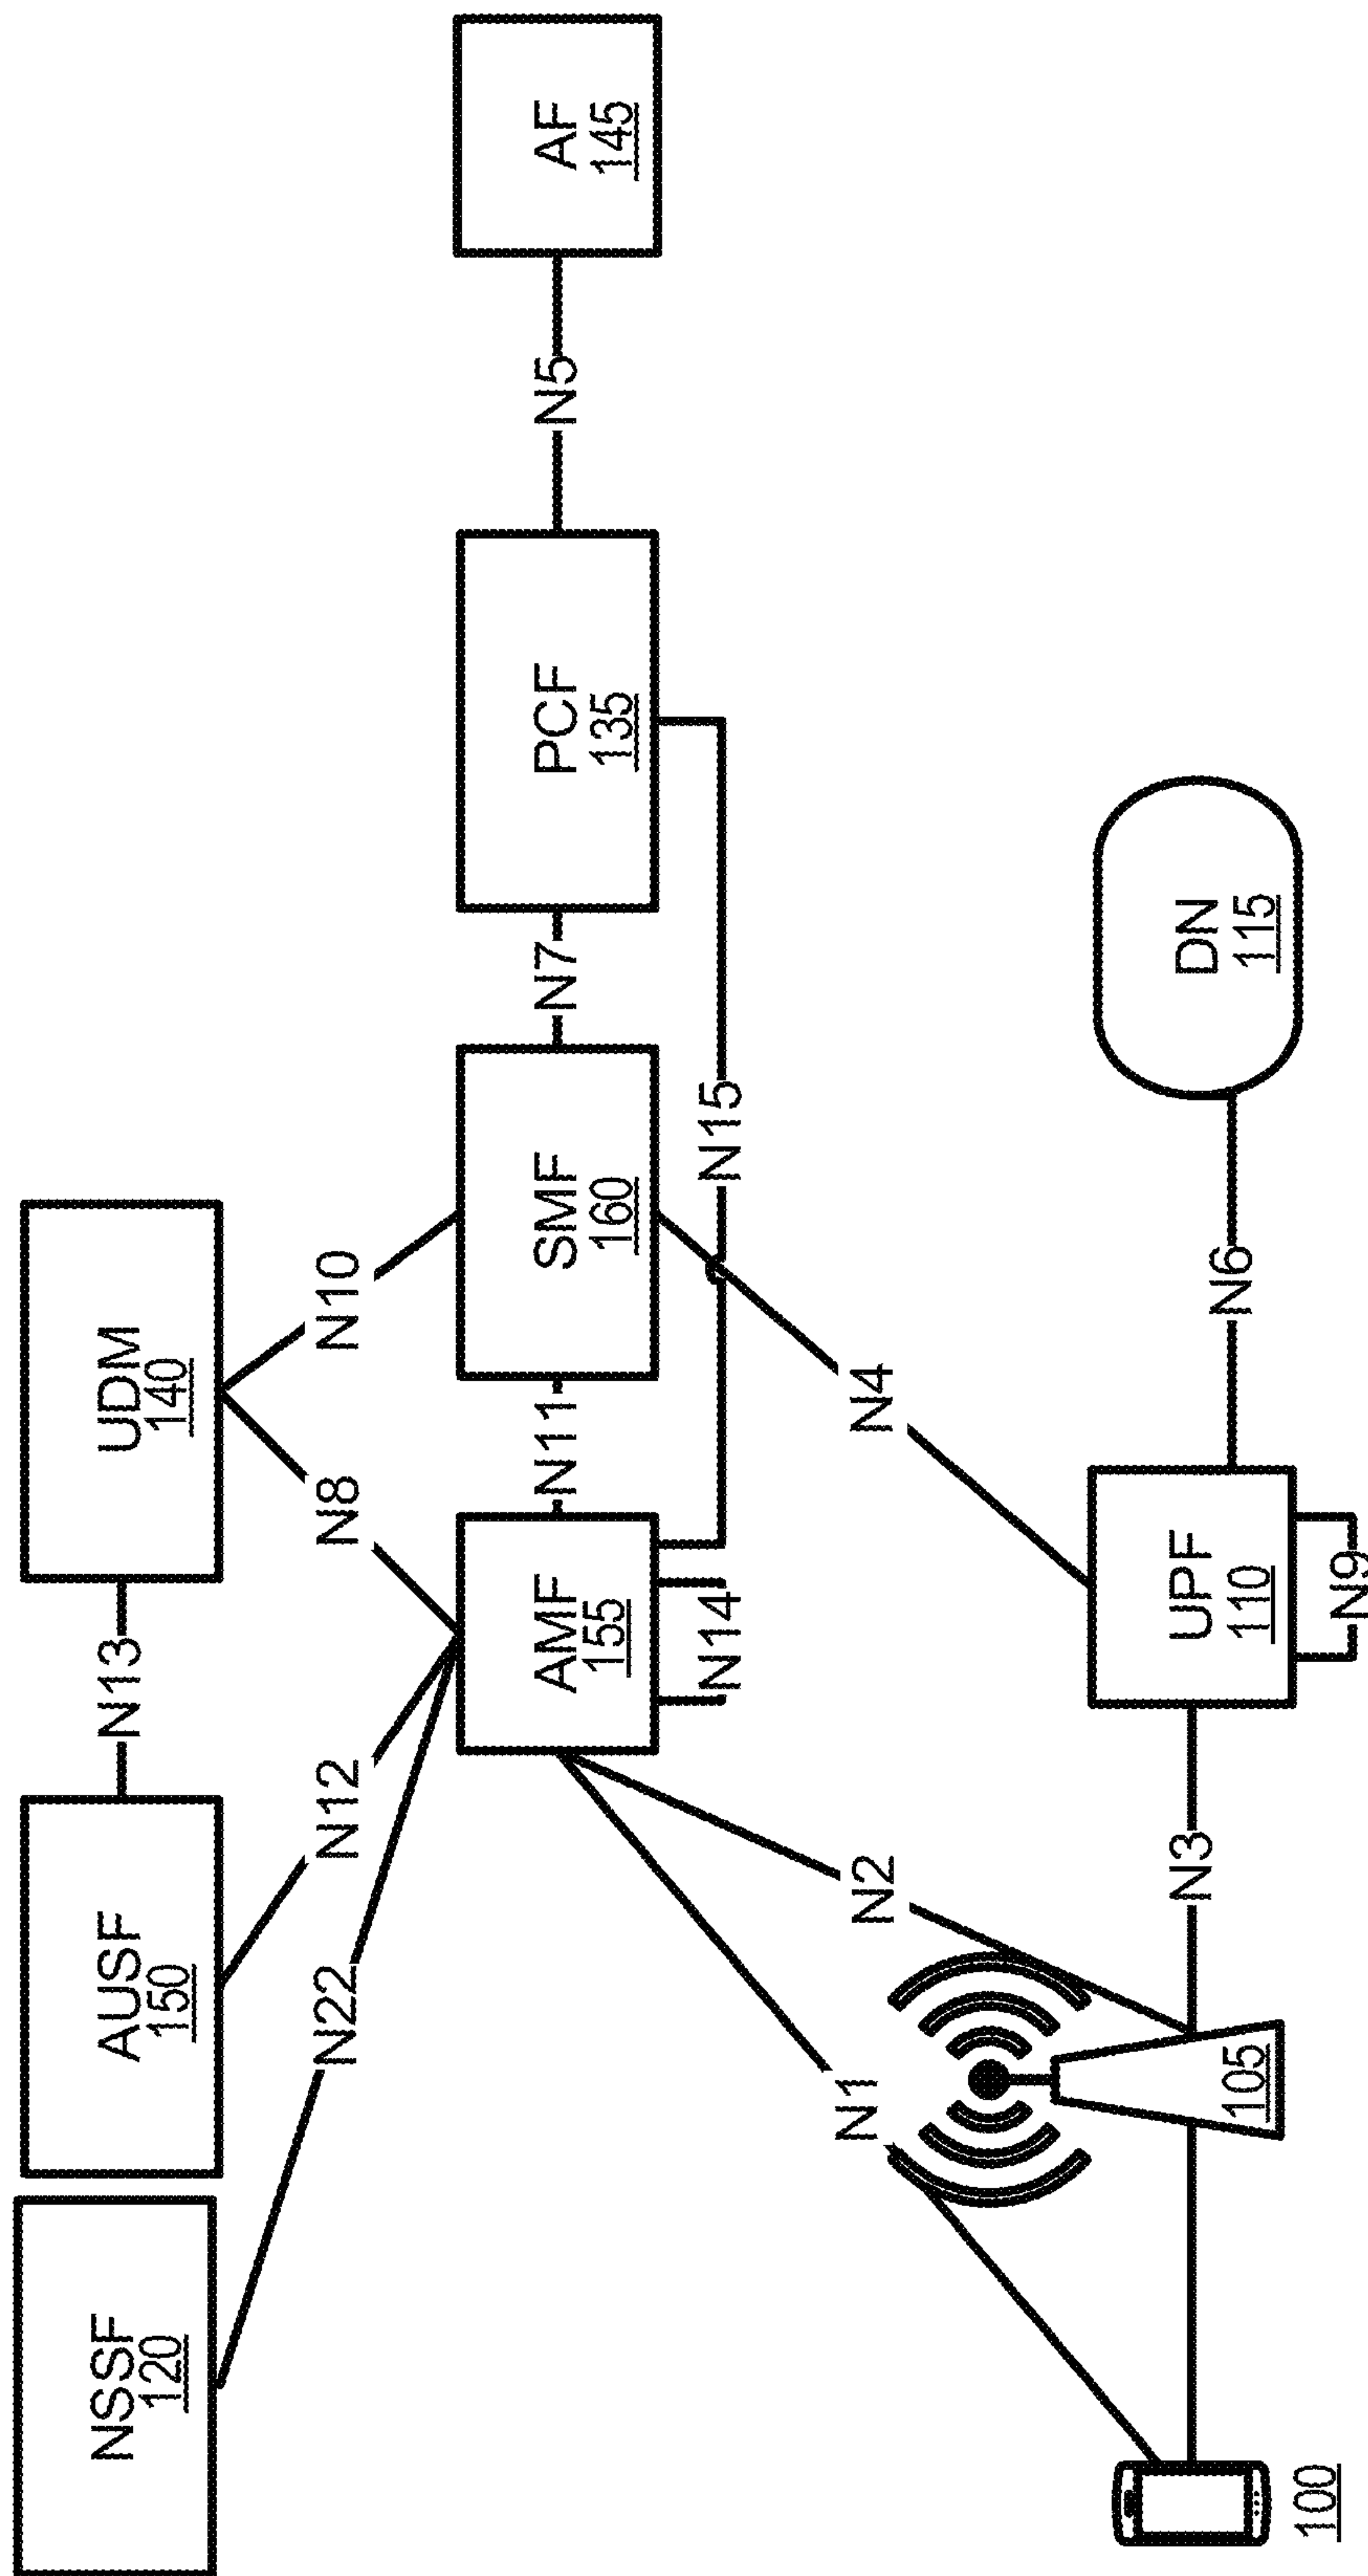 NSSF
120
AUSF
150
N13
UDM
140
N22
N12
N8
N10
AMF
155
N11
SMF
160
N7
PCF
135
N5
AF
145
N14
N15
N1
N2
N4
100
105
N3
UPF
110
N6
DN
115
N9